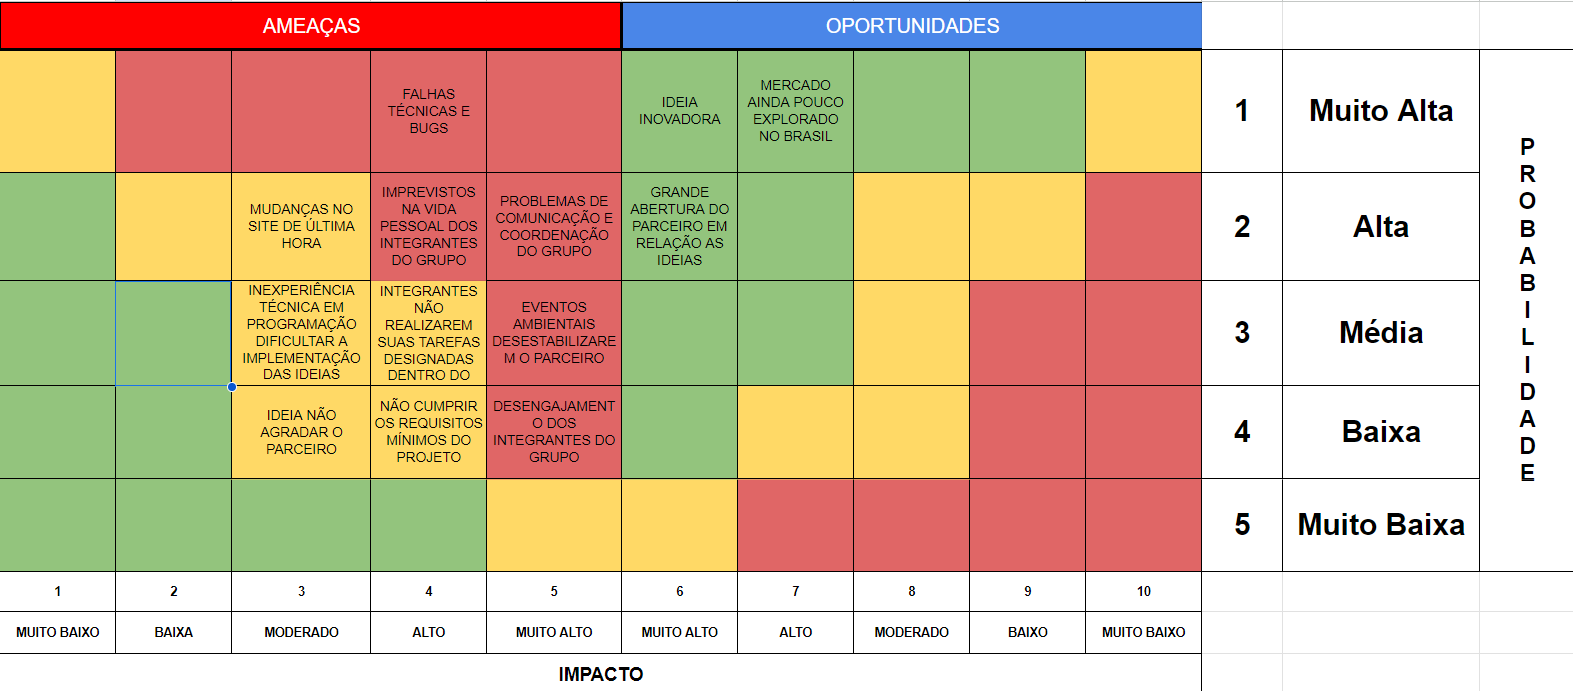 AMEAÇAS
OPORTUNIDADES
FALHAS
TÉCNICAS E
BUGS
IDEIA
INOVADORA
MERCADO
AINDA POUCO
EXPLORADO
NO BRASIL
1
Muito Alta
MUDANÇAS NO
SITE DE ÚLTIMA
HORA
IMPREVISTOS
NA VIDA
PESSOAL DOS
INTEGRANTES
DO GRUPO
PROBLEMAS DE
COMUNICAÇÃO E
COORDENAÇÃO
DO GRUPO
GRANDE
ABERTURA DO
PARCEIRO EM
RELAÇÃO AS
IDEIAS
2
Alta
INEXPERIÊNCIA
TÉCNICA EM
PROGRAMAÇÃO
DIFICULTAR A
IMPLEMENTAÇÃO
DAS IDEIAS
INTEGRANTES
NÃO
REALIZAREM
SUAS TAREFAS
DESIGNADAS
DENTRO DO
EVENTOS
AMBIENTAIS
DESESTABILIZARE
M O PARCEIRO
3
Média
IDEIA NÃO
AGRADAR O
PARCEIRO
NÃO CUMPRIR
OS REQUISITOS
MÍNIMOS DO
PROJETO
DESENGAJAMENT
O DOS
INTEGRANTES DO
GRUPO
4
Baixa
5
Muito Baixa
PROBABILIDADE
1 2 3 4 5 6 7 8 9 10
MUITO BAIXO BAIXA MODERADO ALTO MUITO ALTO MUITO ALTO ALTO MODERADO BAIXO MUITO BAIXO
IMPACTO